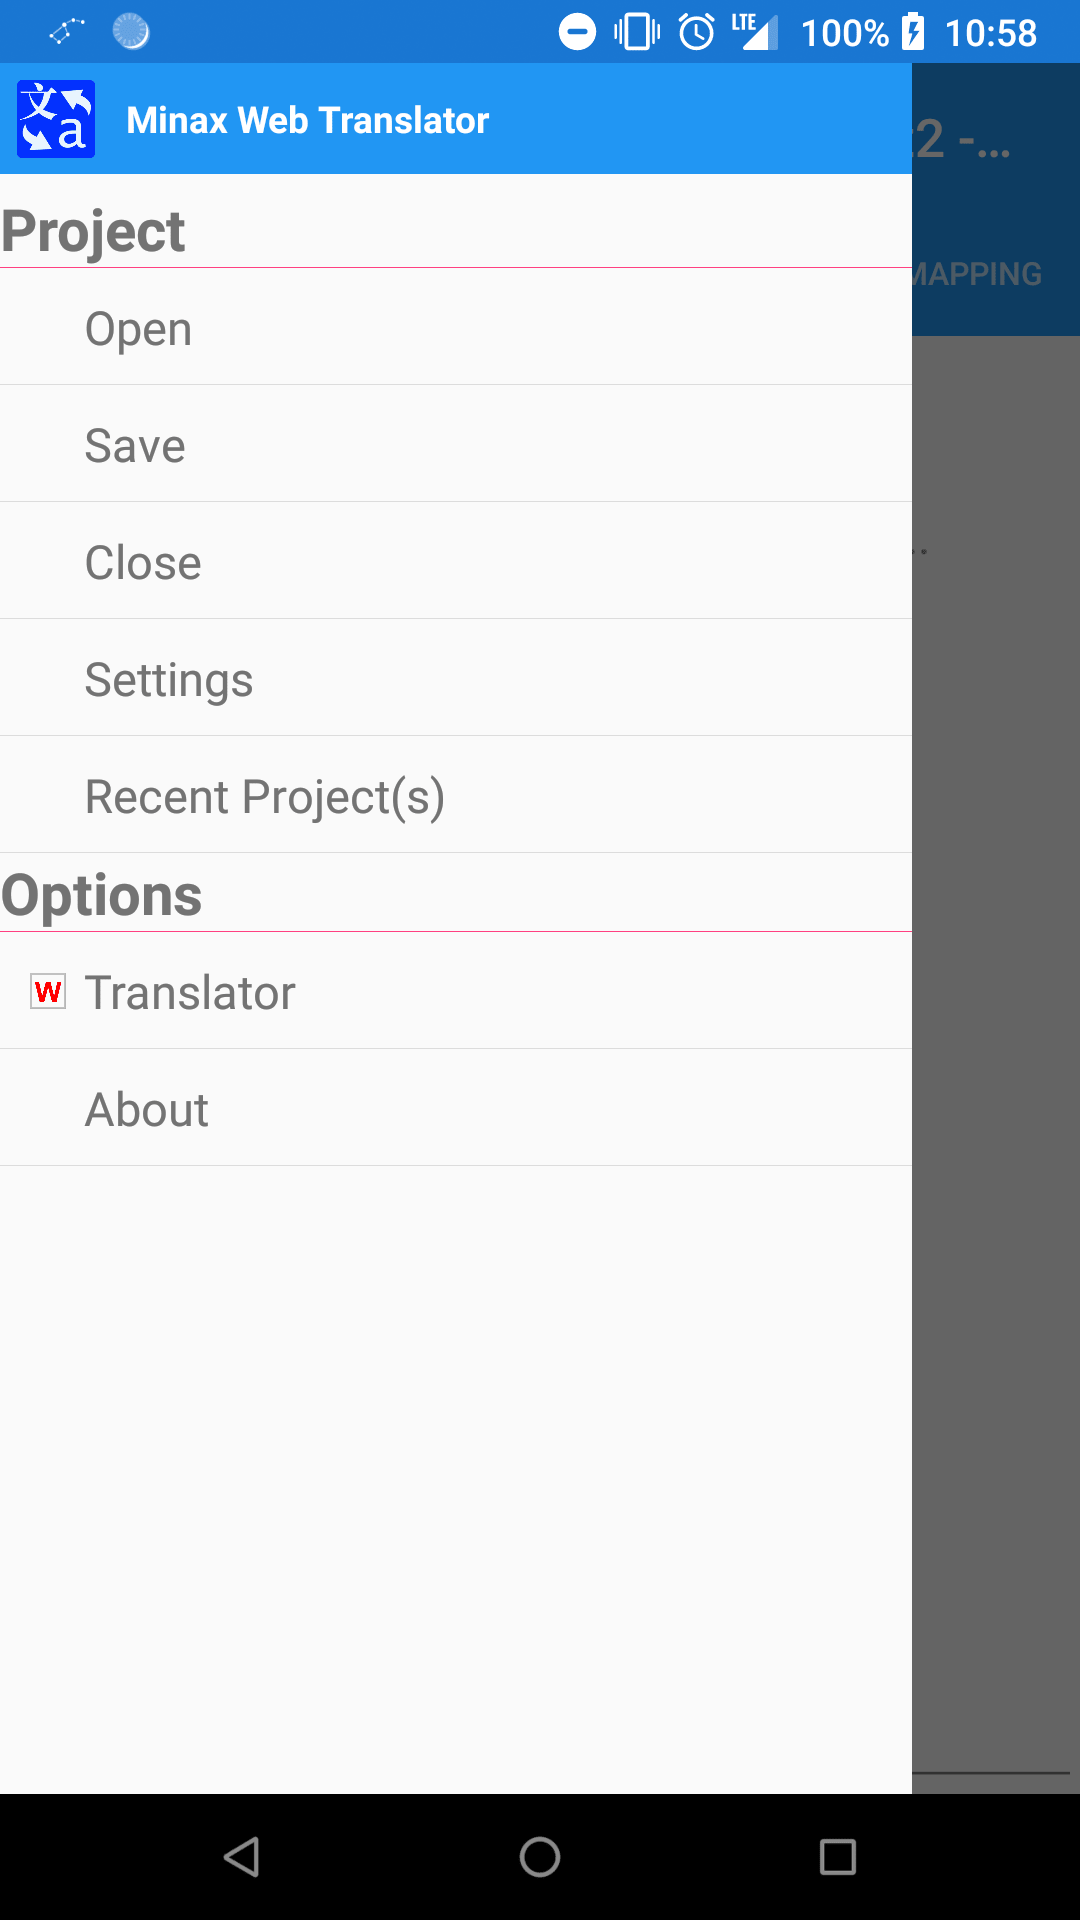 LTE 100% 10:58
文 a Minax Web Translator
2 -...
MAPPING
Project
Open
Save
..
Close
Settings
Recent Project(s)
Options
W Translator
About